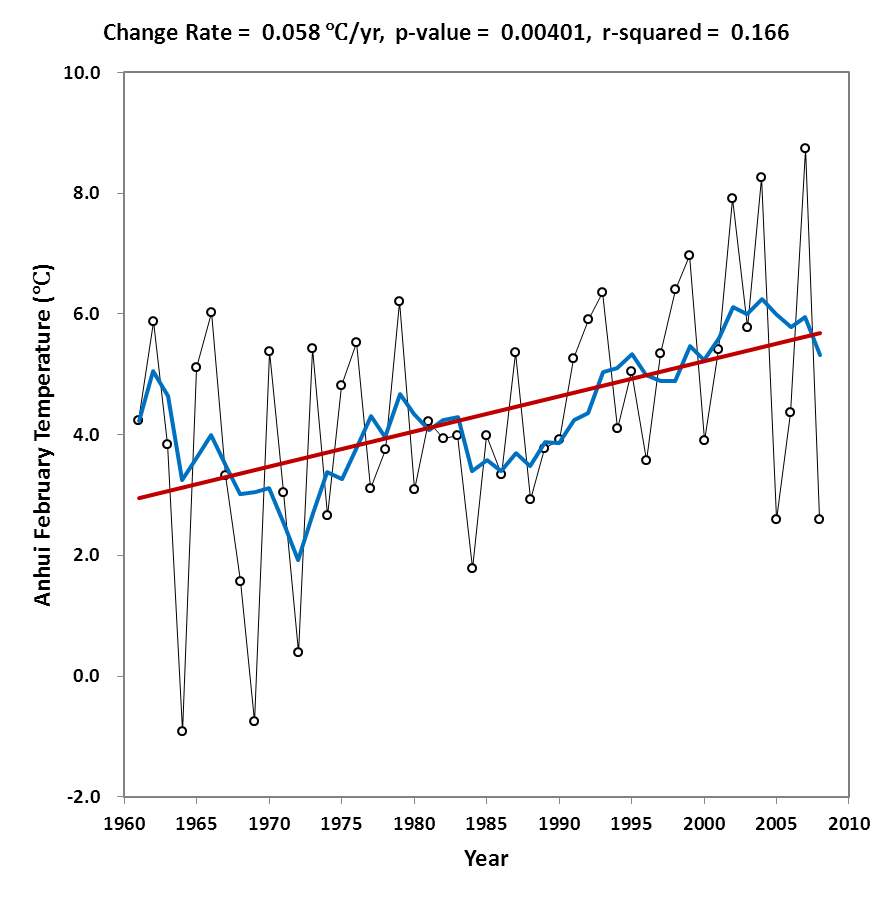 Change Rate = 0.058 ℃/yr, p-value = 0.00401, r-squared = 0.166
10.0
8.0
6.0
4.0
2.0
0.0
-2.0
Anhui February Temperature (℃)
1960 1965 1970 1975 1980 1985 1990 1995 2000 2005 2010
Year